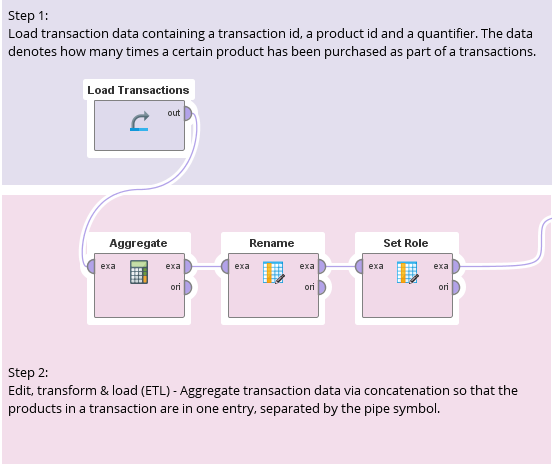 Step 1:
Load transaction data containing a transaction id, a product id and a quantifier. The data
denotes how many times a certain product has been purchased as part of a transactions.
Load Transactions
out
Aggregate
Rename
Set Role
exa
exa
exa
exa
exa
exa
ori
ori
ori
Step 2:
Edit, transform & load (ETL) - Aggregate transaction data via concatenation so that the
products in a transaction are in one entry, separated by the pipe symbol.